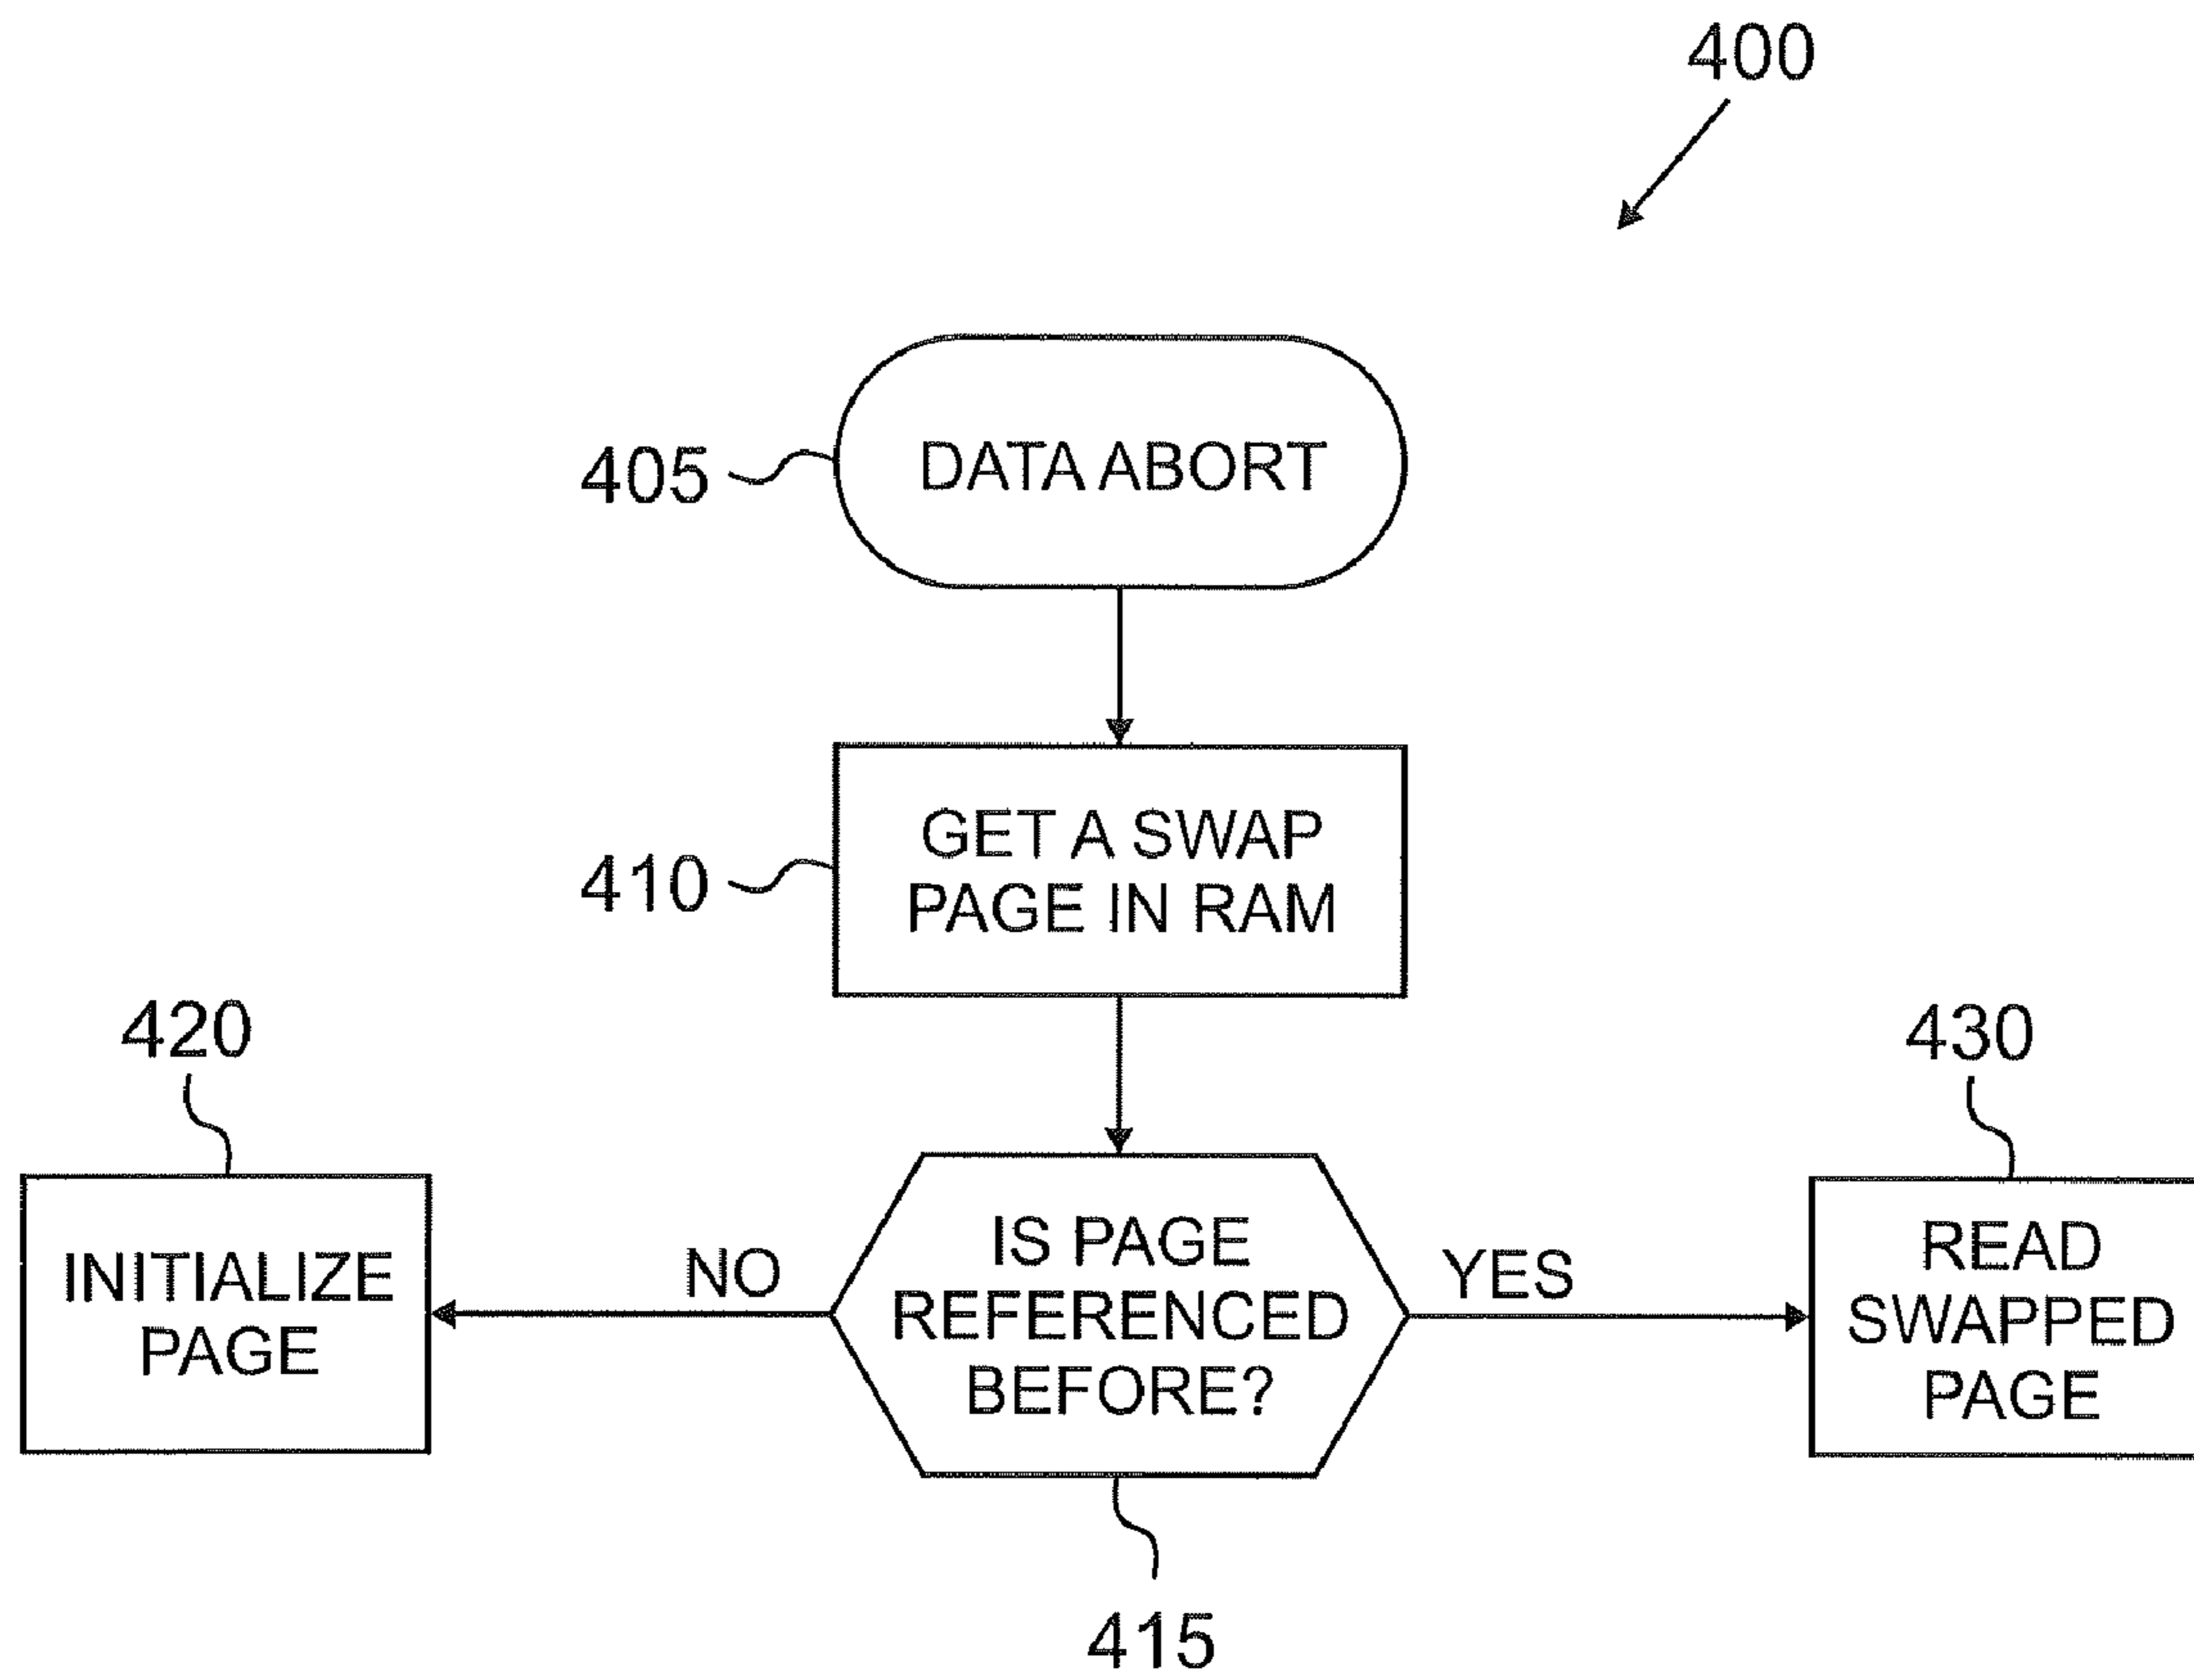 400
405
DATA ABORT
410
GET A SWAP
PAGE IN RAM
420
430
INITIALIZE
PAGE
NO
IS PAGE
REFERENCED
BEFORE?
YES
READ
SWAPPED
PAGE
415